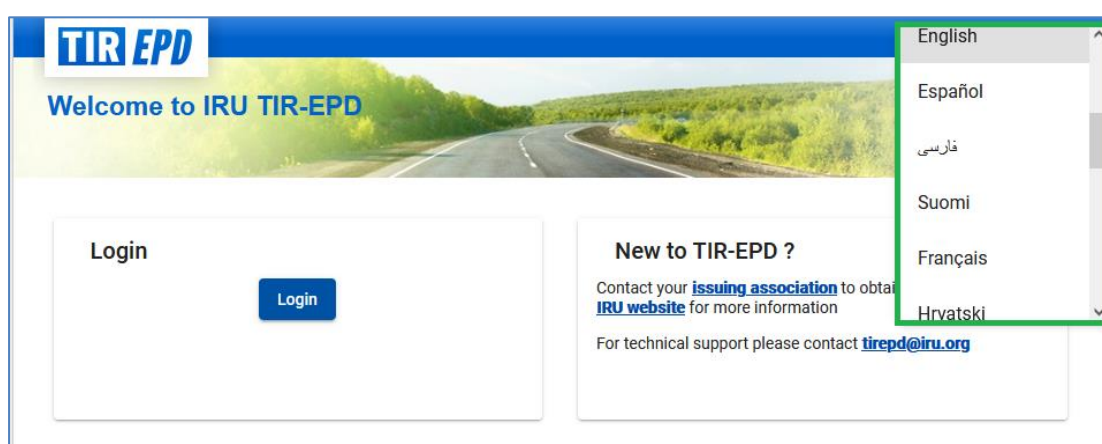 TIR EPD
Welcome to IRU TIR-EPD
English
Español
فارسی
Suomi
Français
Hrvatski
Login
Login
New to TIR-EPD ?
Contact your issuing association to obtai
IRU website for more information
For technical support please contact tirepd@iru.org